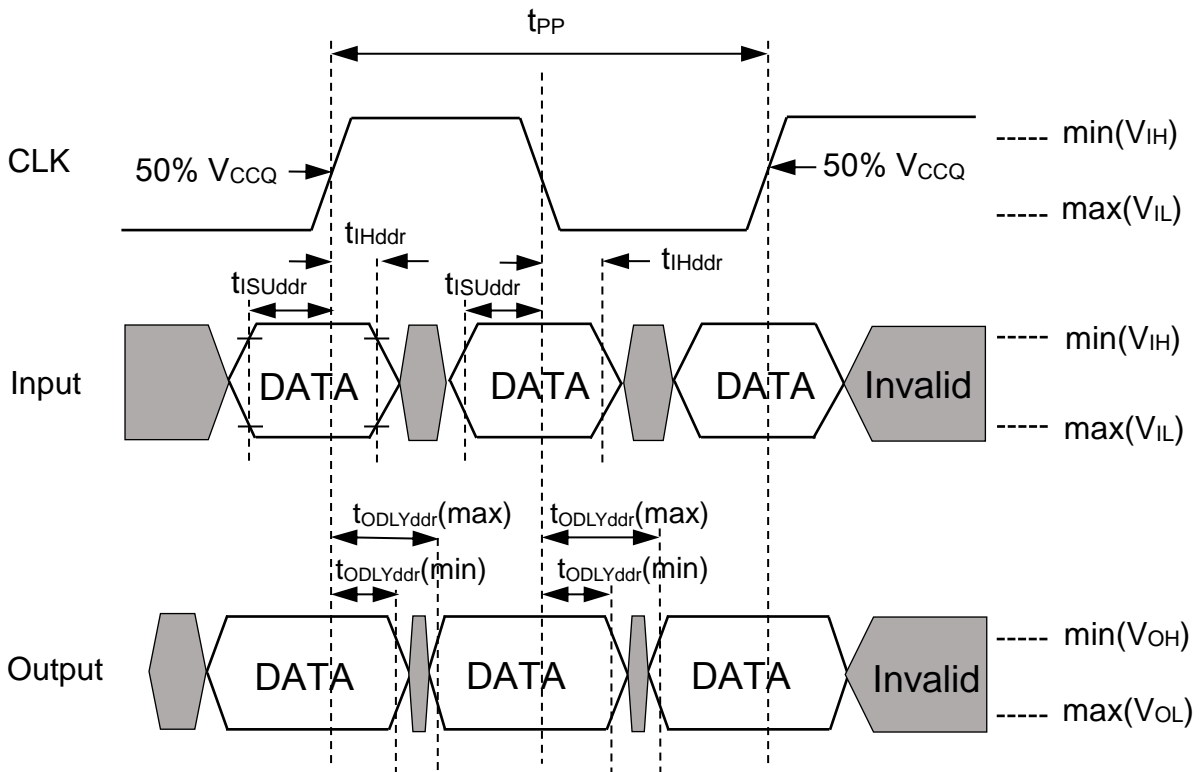 tPP
CLK
50% VCCQ
50% VCCQ
min(VIH)
max(VIL)
tIHddr
tISUddr
tISUddr
tIHddr
Input
DATA
DATA
DATA
Invalid
min(VIH)
max(VIL)
tODLYddr(max)
tODLYddr(max)
tODLYddr(min)
tODLYddr(min)
Output
DATA
DATA
DATA
Invalid
min(VOH)
max(VOL)